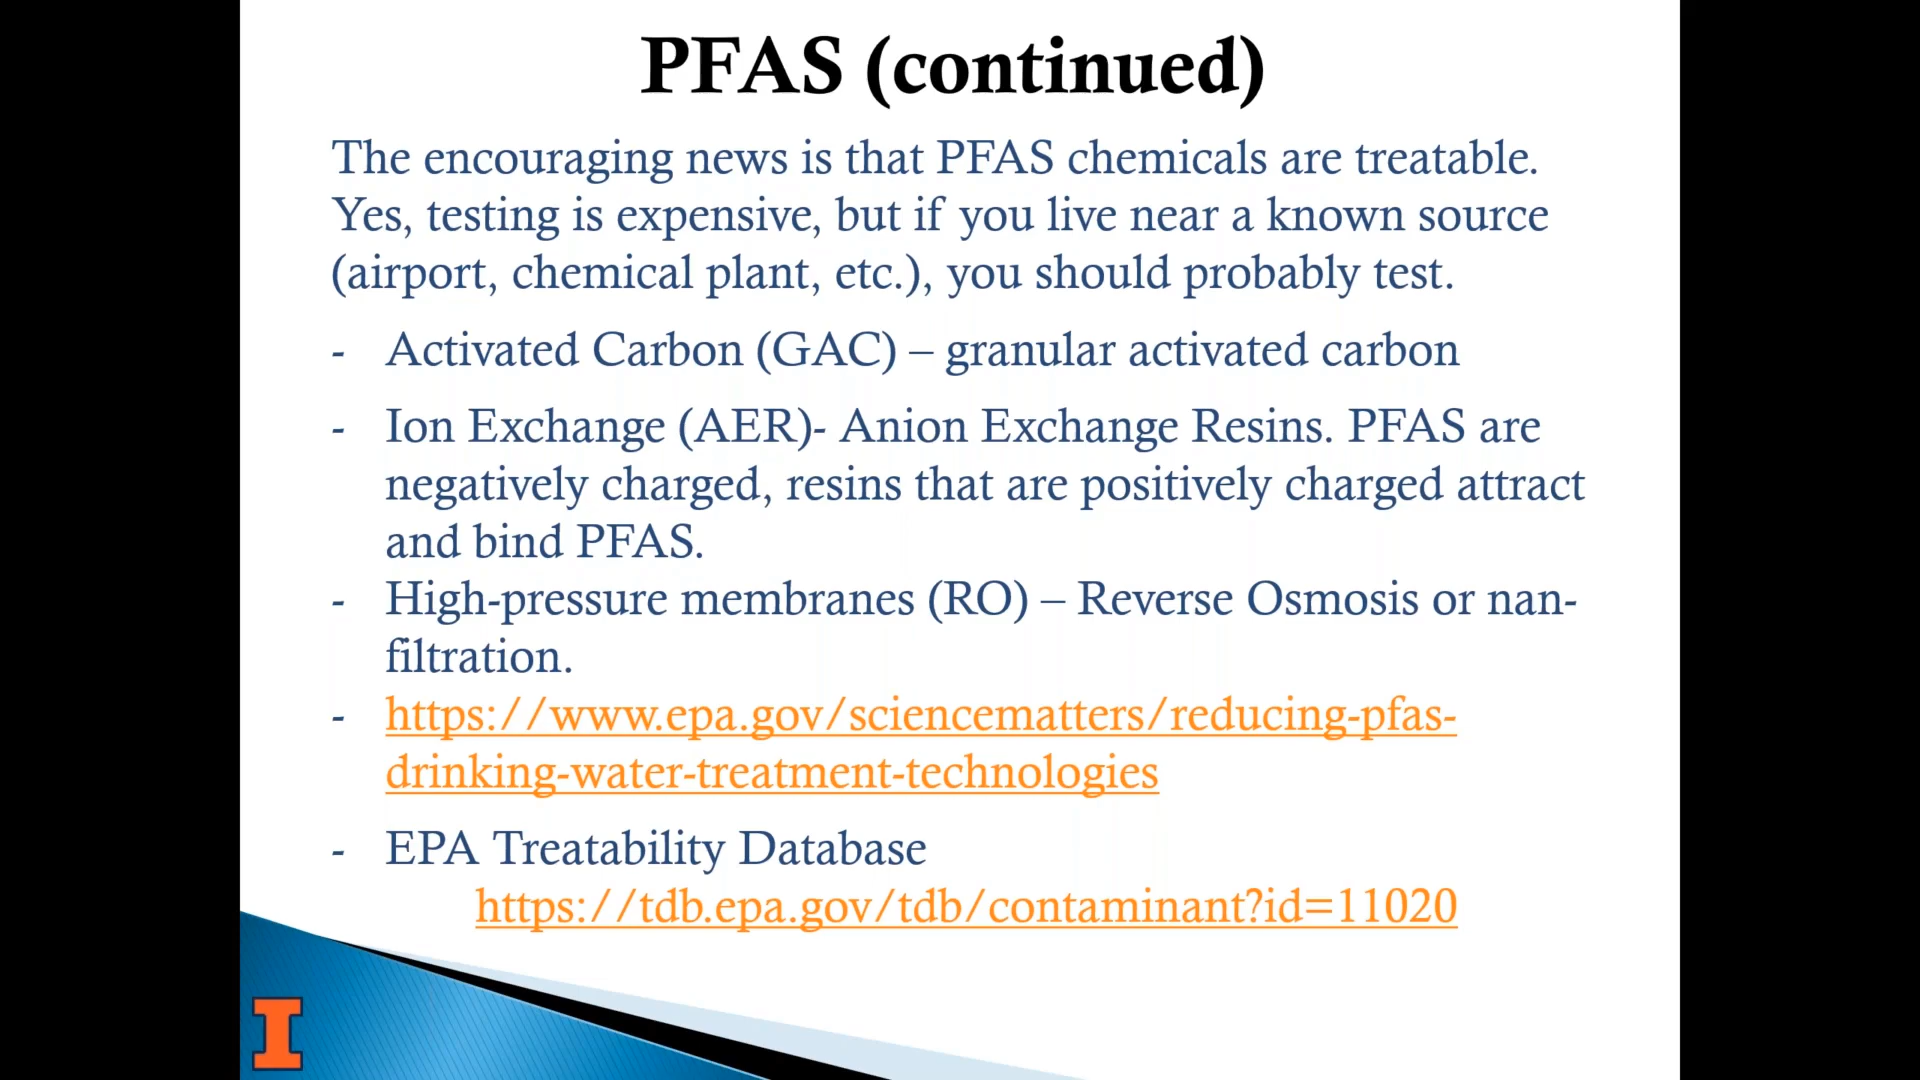 PFAS (continued)
The encouraging news is that PFAS chemicals are treatable.
Yes, testing is expensive, but if you live near a known source
(airport, chemical plant, etc.), you should probably test.
- Activated Carbon (GAC) – granular activated carbon
- Ion Exchange (AER)- Anion Exchange Resins. PFAS are
negatively charged, resins that are positively charged attract
and bind PFAS.
- High-pressure membranes (RO) – Reverse Osmosis or nan-
filtration.
- https://www.epa.gov/sciencematters/reducing-pfas-
drinking-water-treatment-technologies
- EPA Treatability Database
https://tdb.epa.gov/tdb/contaminant?id=11020
I